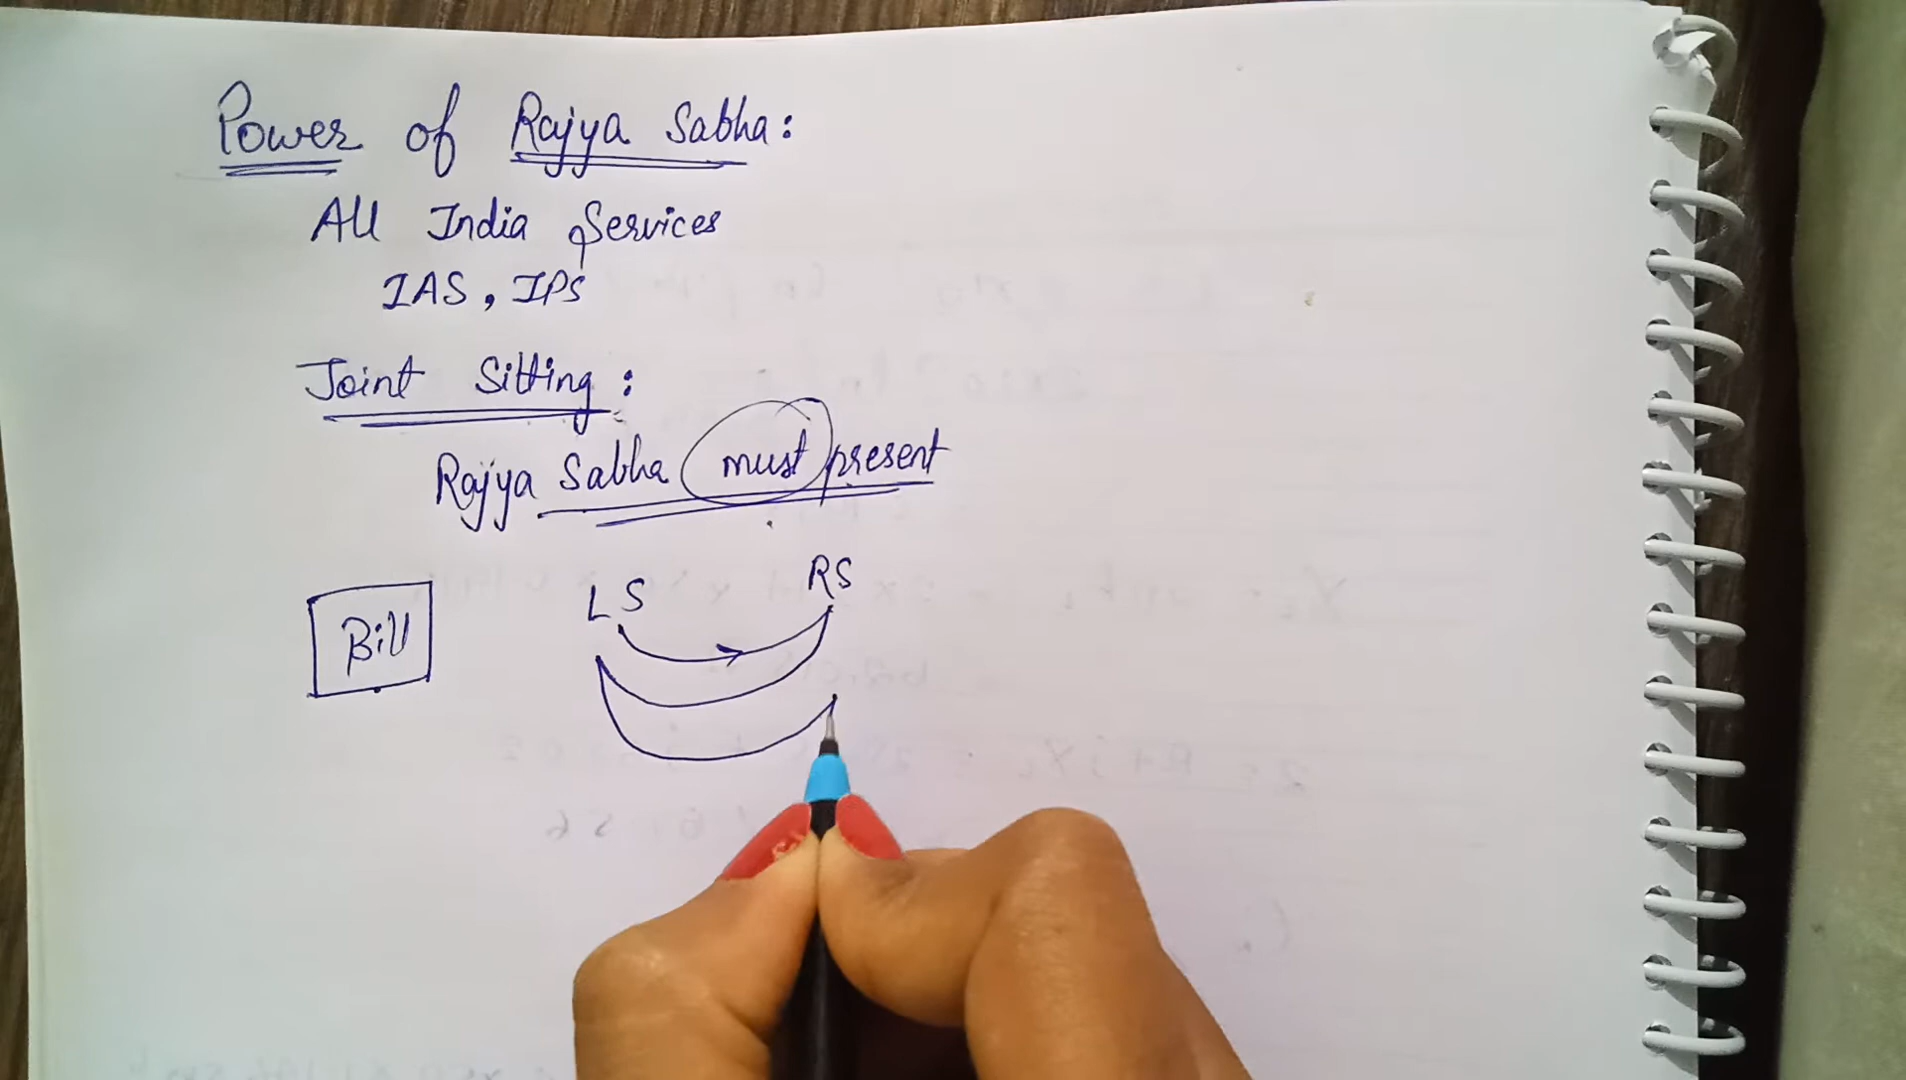 Power of Rajya Sabha:
All India Services
IAS, IPS
Joint Sitting:
Rajya Sabha must present
Bill LS RS